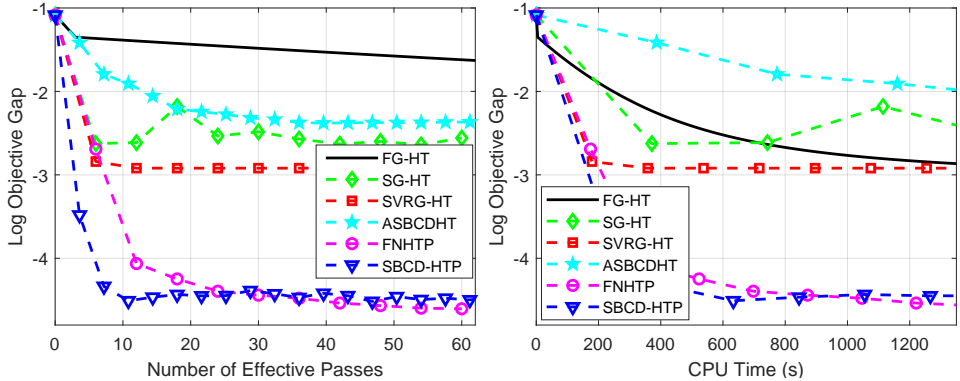 -1
-2
-3
-4
Log Objective Gap
0
10
20
30
40
50
60
Number of Effective Passes
FG-HT
SG-HT
SVRG-HT
ASBCDHT
FNHTP
SBCD-HTP
-1
-2
-3
-4
Log Objective Gap
0
200
400
600
800
1000
1200
CPU Time (s)
FG-HT
SG-HT
SVRG-HT
ASBCDHT
FNHTP
SBCD-HTP